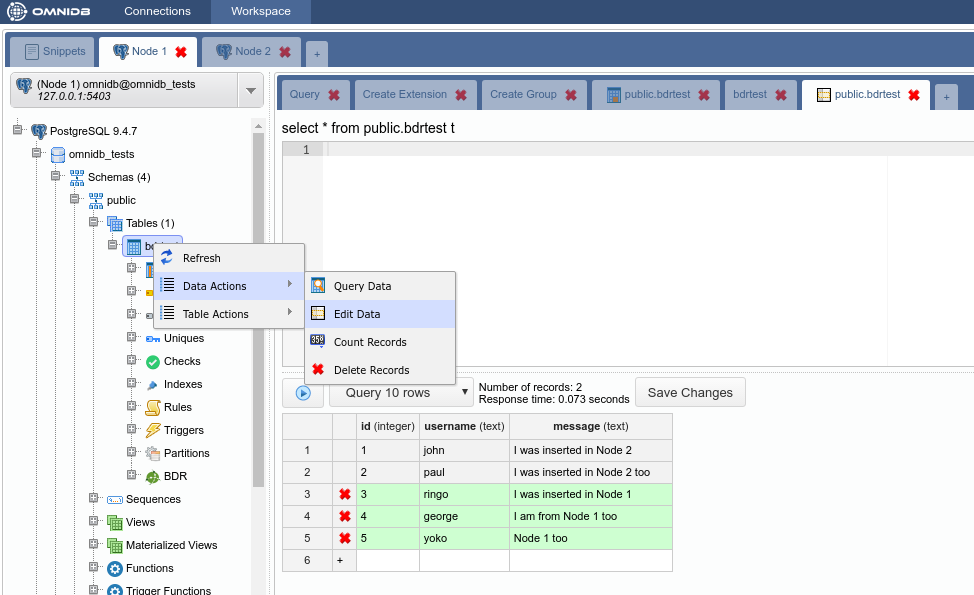 OMNIDB Connections Workspace
Snippets Node 1 Node 2 +
(Node 1) omnidb@omnidb_tests
127.0.0.1:5403
PostgreSQL 9.4.7
omnidb_tests
Schemas (4)
public
Tables (1)
Uniques
Checks
Indexes
Rules
Triggers
Partitions
BDR
Sequences
Views
Materialized Views
Functions
Trigger Functions
Refresh
Data Actions
Table Actions
Query Data
Edit Data
358 Count Records
Delete Records
Query Create Extension Create Group public.bdrtest bdrtest public.bdrtest +
select * from public.bdrtest t
1
Query 10 rows
Number of records: 2
Response time: 0.073 seconds
Save Changes
id (integer) username (text) message (text)
1 1 john I was inserted in Node 2
2 2 paul I was inserted in Node 2 too
3 3 ringo I was inserted in Node 1
4 4 george I am from Node 1 too
5 5 yoko Node 1 too
6 +